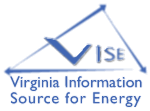 VISE
Virginia Information
Source for Energy